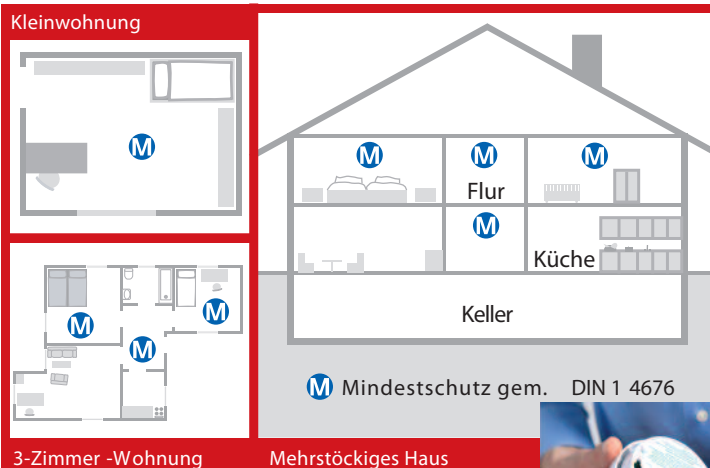 Kleinwohnung
M
M M M
Flur
M
Küche
Keller
M Mindestschutz gem. DIN 1 4676
M
M
M
3-Zimmer -Wohnung
Mehrstöckiges Haus